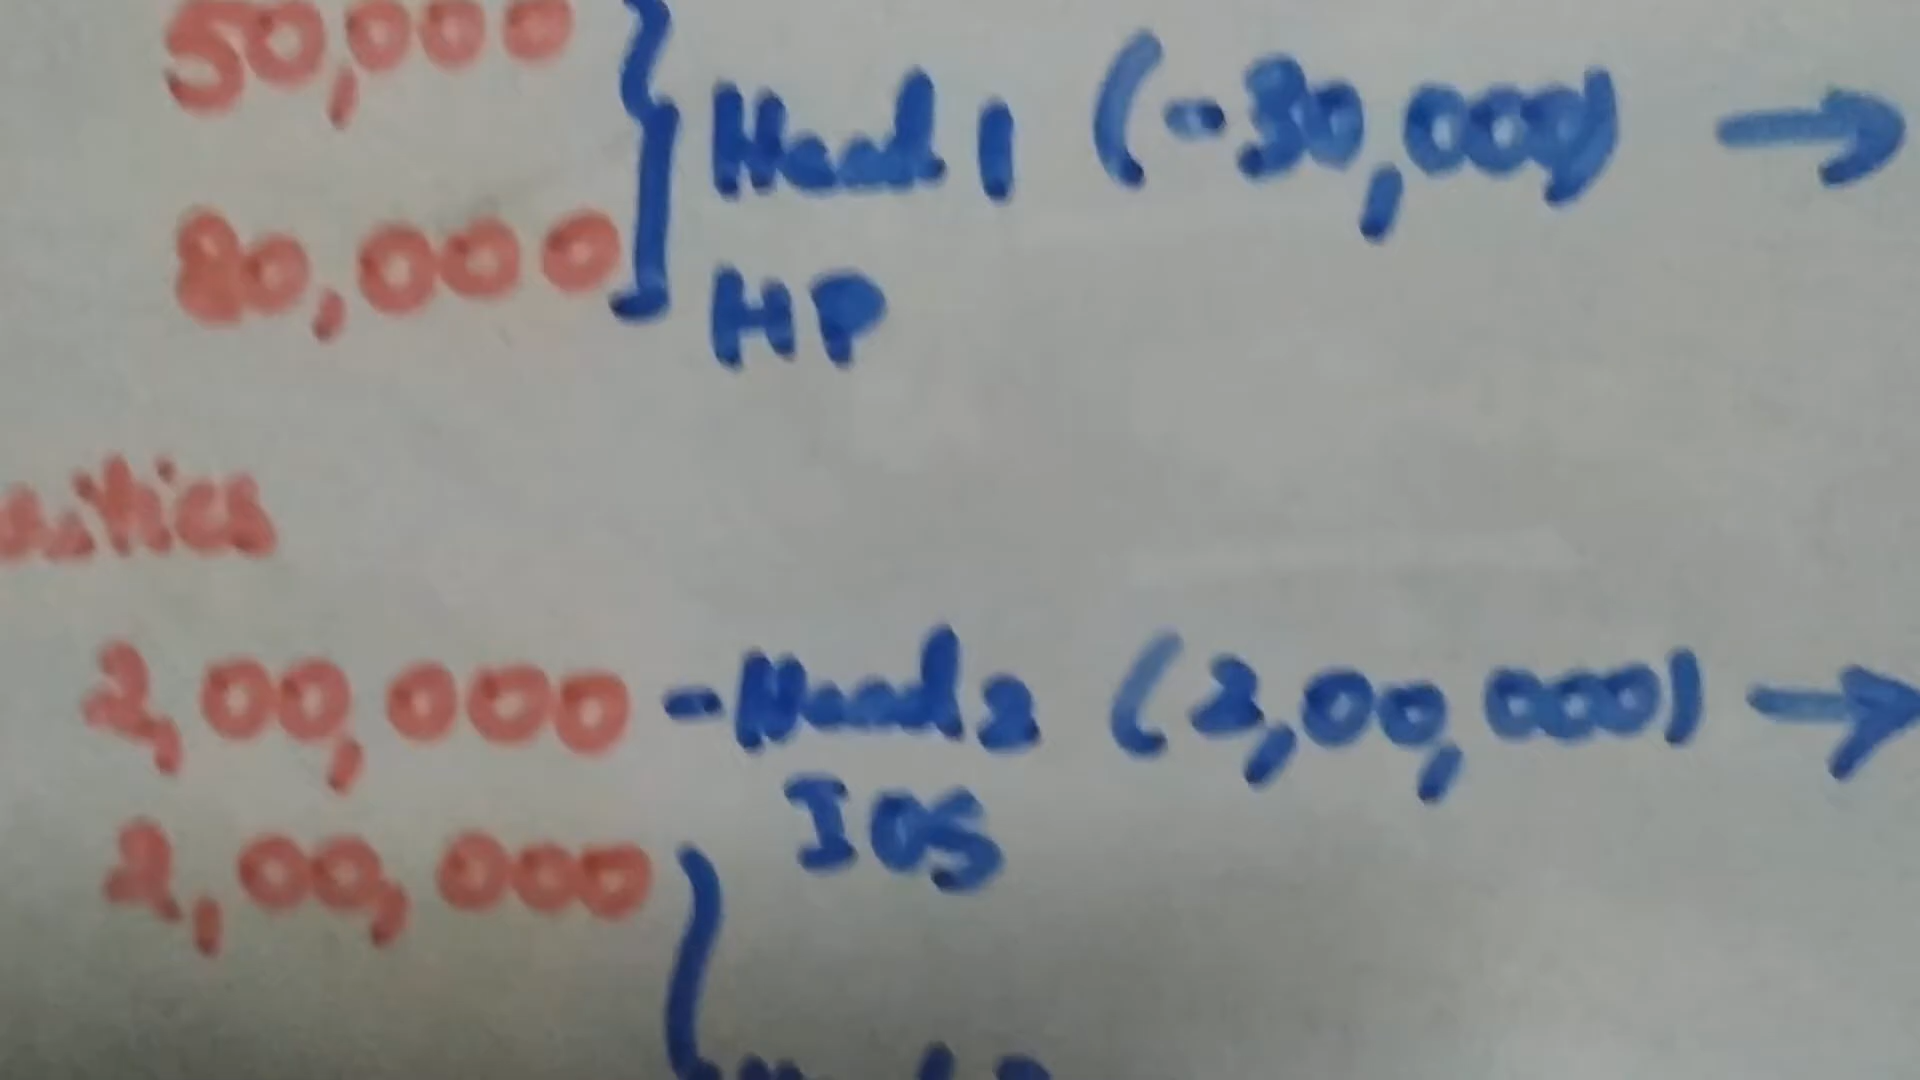 50,000
Head 1 (-30,000) →
80,000
HP
2,00,000 - Head 2 (2,00,000) →
IOS
2,00,000